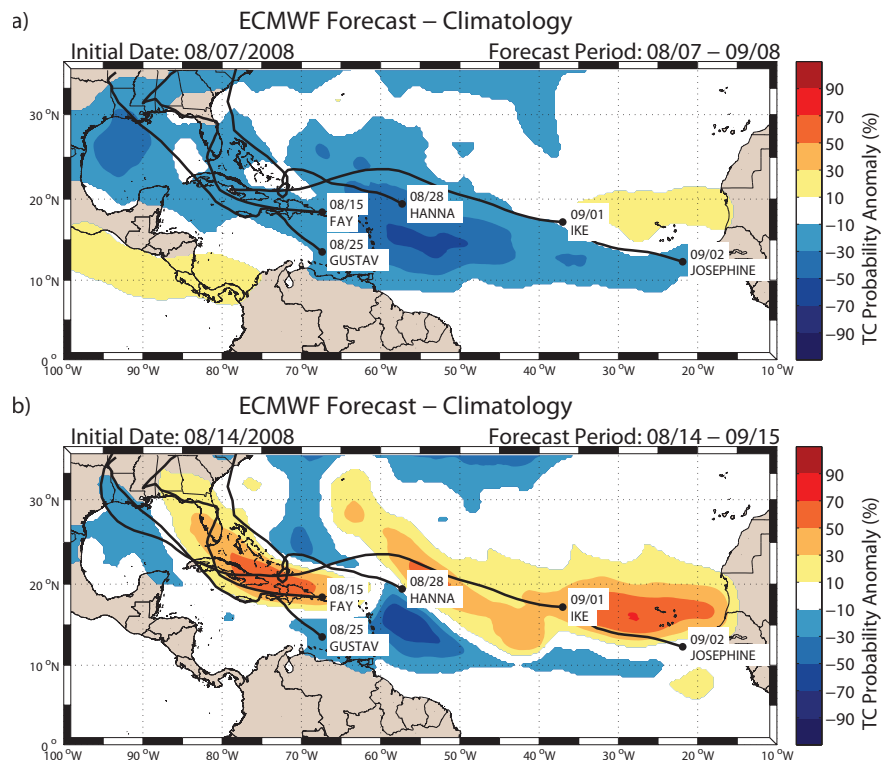 a)
ECMWF Forecast – Climatology
Initial Date: 08/07/2008 Forecast Period: 08/07 – 09/08
30 °N
20 °N
10 °N
0 °
100 °W 90 °W 80 °W 70 °W 60 °W 50 °W 40 °W 30 °W 20 °W 10 °W
08/15
FAY
08/25
GUSTAV
08/28
HANNA
09/01
IKE
09/02
JOSEPHINE
90
70
50
30
10
−10
−30
−50
−70
−90
TC Probability Anomaly (%)
b)
ECMWF Forecast – Climatology
Initial Date: 08/14/2008 Forecast Period: 08/14 – 09/15
30 °N
20 °N
10 °N
0 °
100 °W 90 °W 80 °W 70 °W 60 °W 50 °W 40 °W 30 °W 20 °W 10 °W
08/15
FAY
08/25
GUSTAV
08/28
HANNA
09/01
IKE
09/02
JOSEPHINE
90
70
50
30
10
−10
−30
−50
−70
−90
TC Probability Anomaly (%)